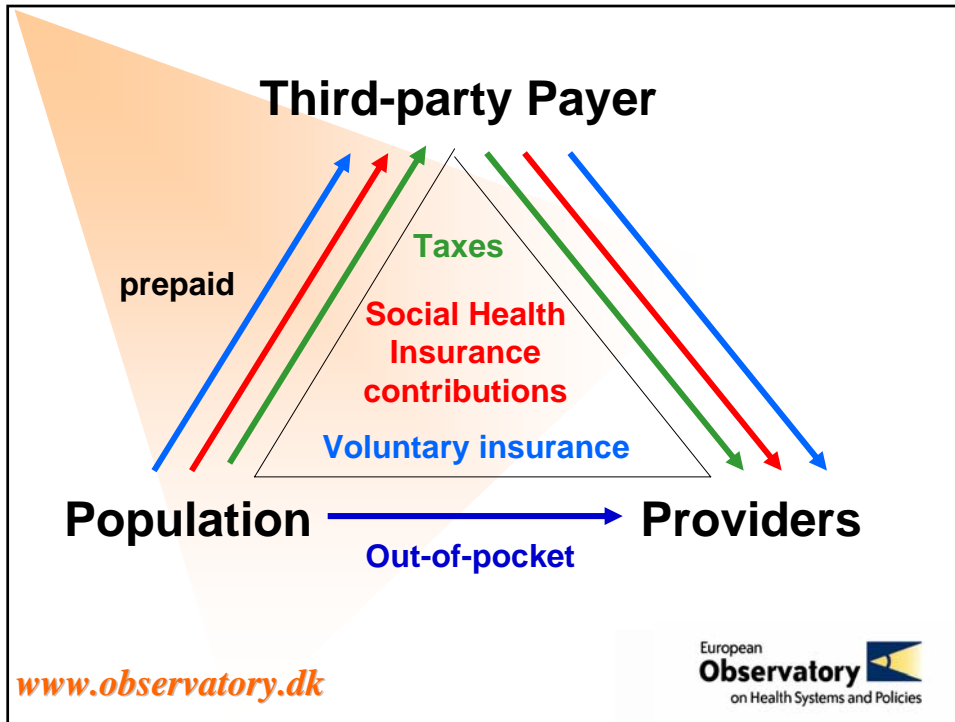 Third-party Payer
prepaid
Taxes
Social Health
Insurance
contributions
Voluntary insurance
Population
Providers
Out-of-pocket
www.observatory.dk
European
Observatory
on Health Systems and Policies